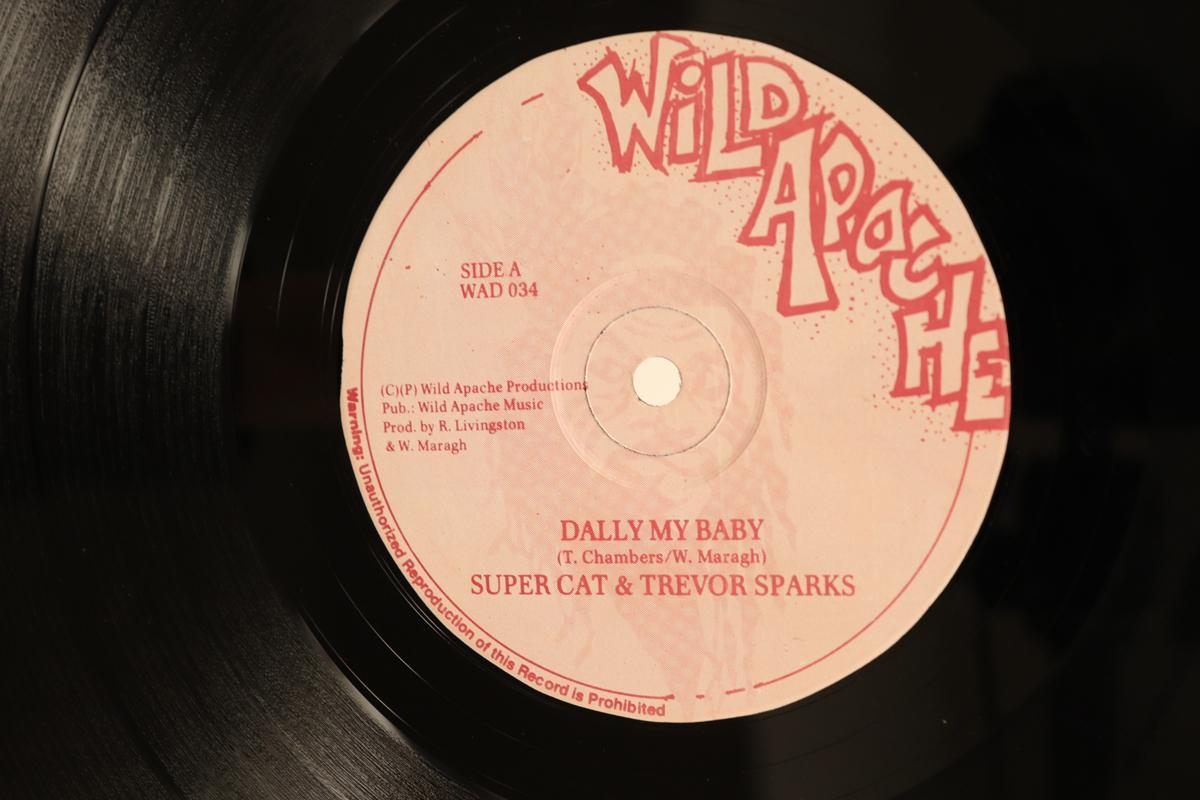 WiLD
APACHE
SIDE A
WAD 034
(C)(P) Wild Apache Productions
Pub.: Wild Apache Music
Prod. by R. Livingston
& W. Maragh
DALLY MY BABY
(T. Chambers/W. Maragh)
SUPER CAT & TREVOR SPARKS
Warning: Unauthorized Reproduction of this Record is Prohibited